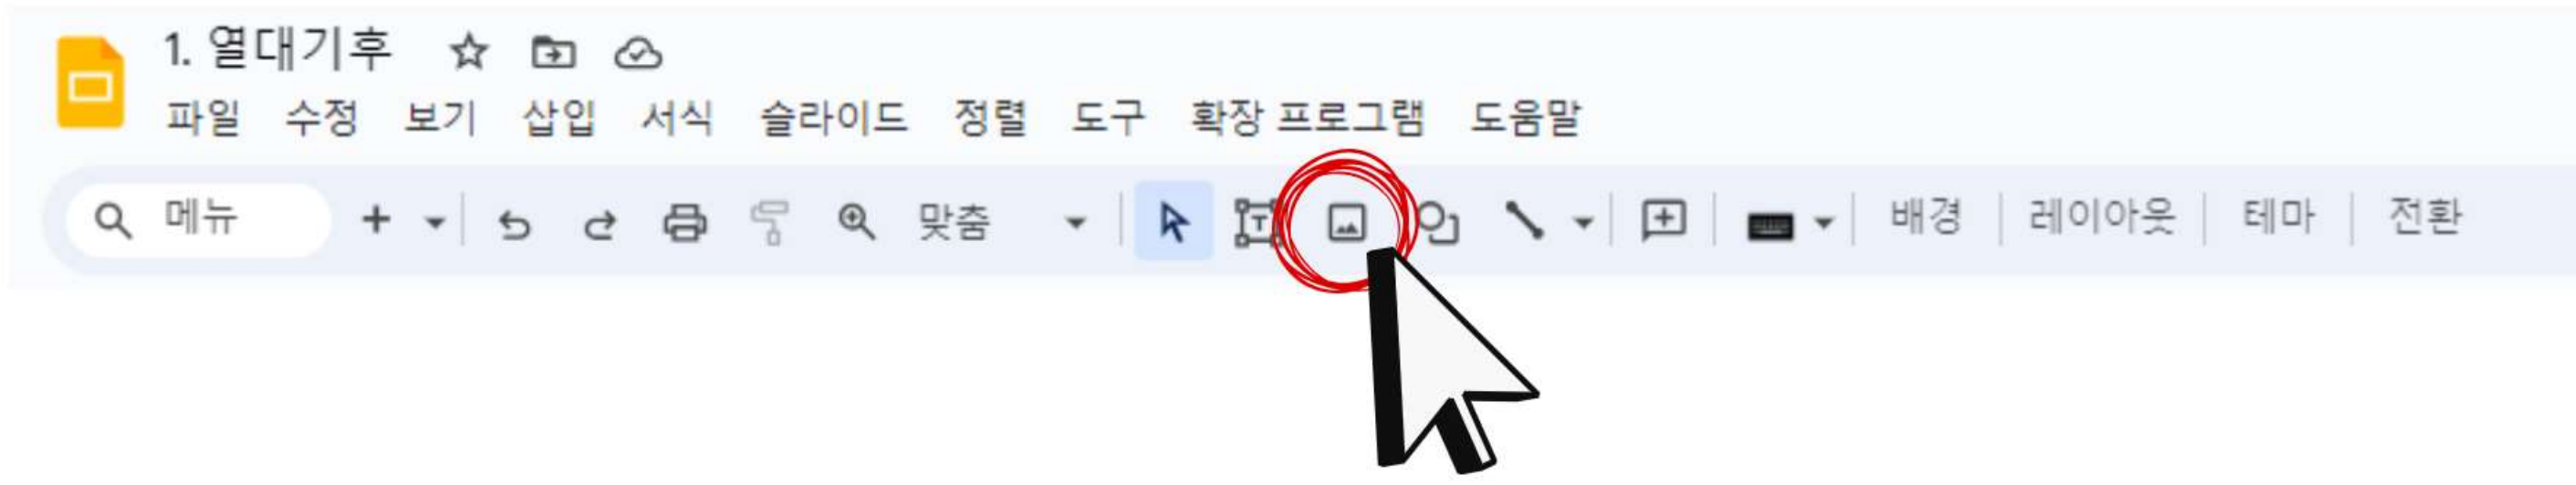 1. 열대기후
파일 수정 보기 삽입 서식 슬라이드 정렬 도구 확장 프로그램 도움말
메뉴 맞춤 배경 레이아웃 테마 전환